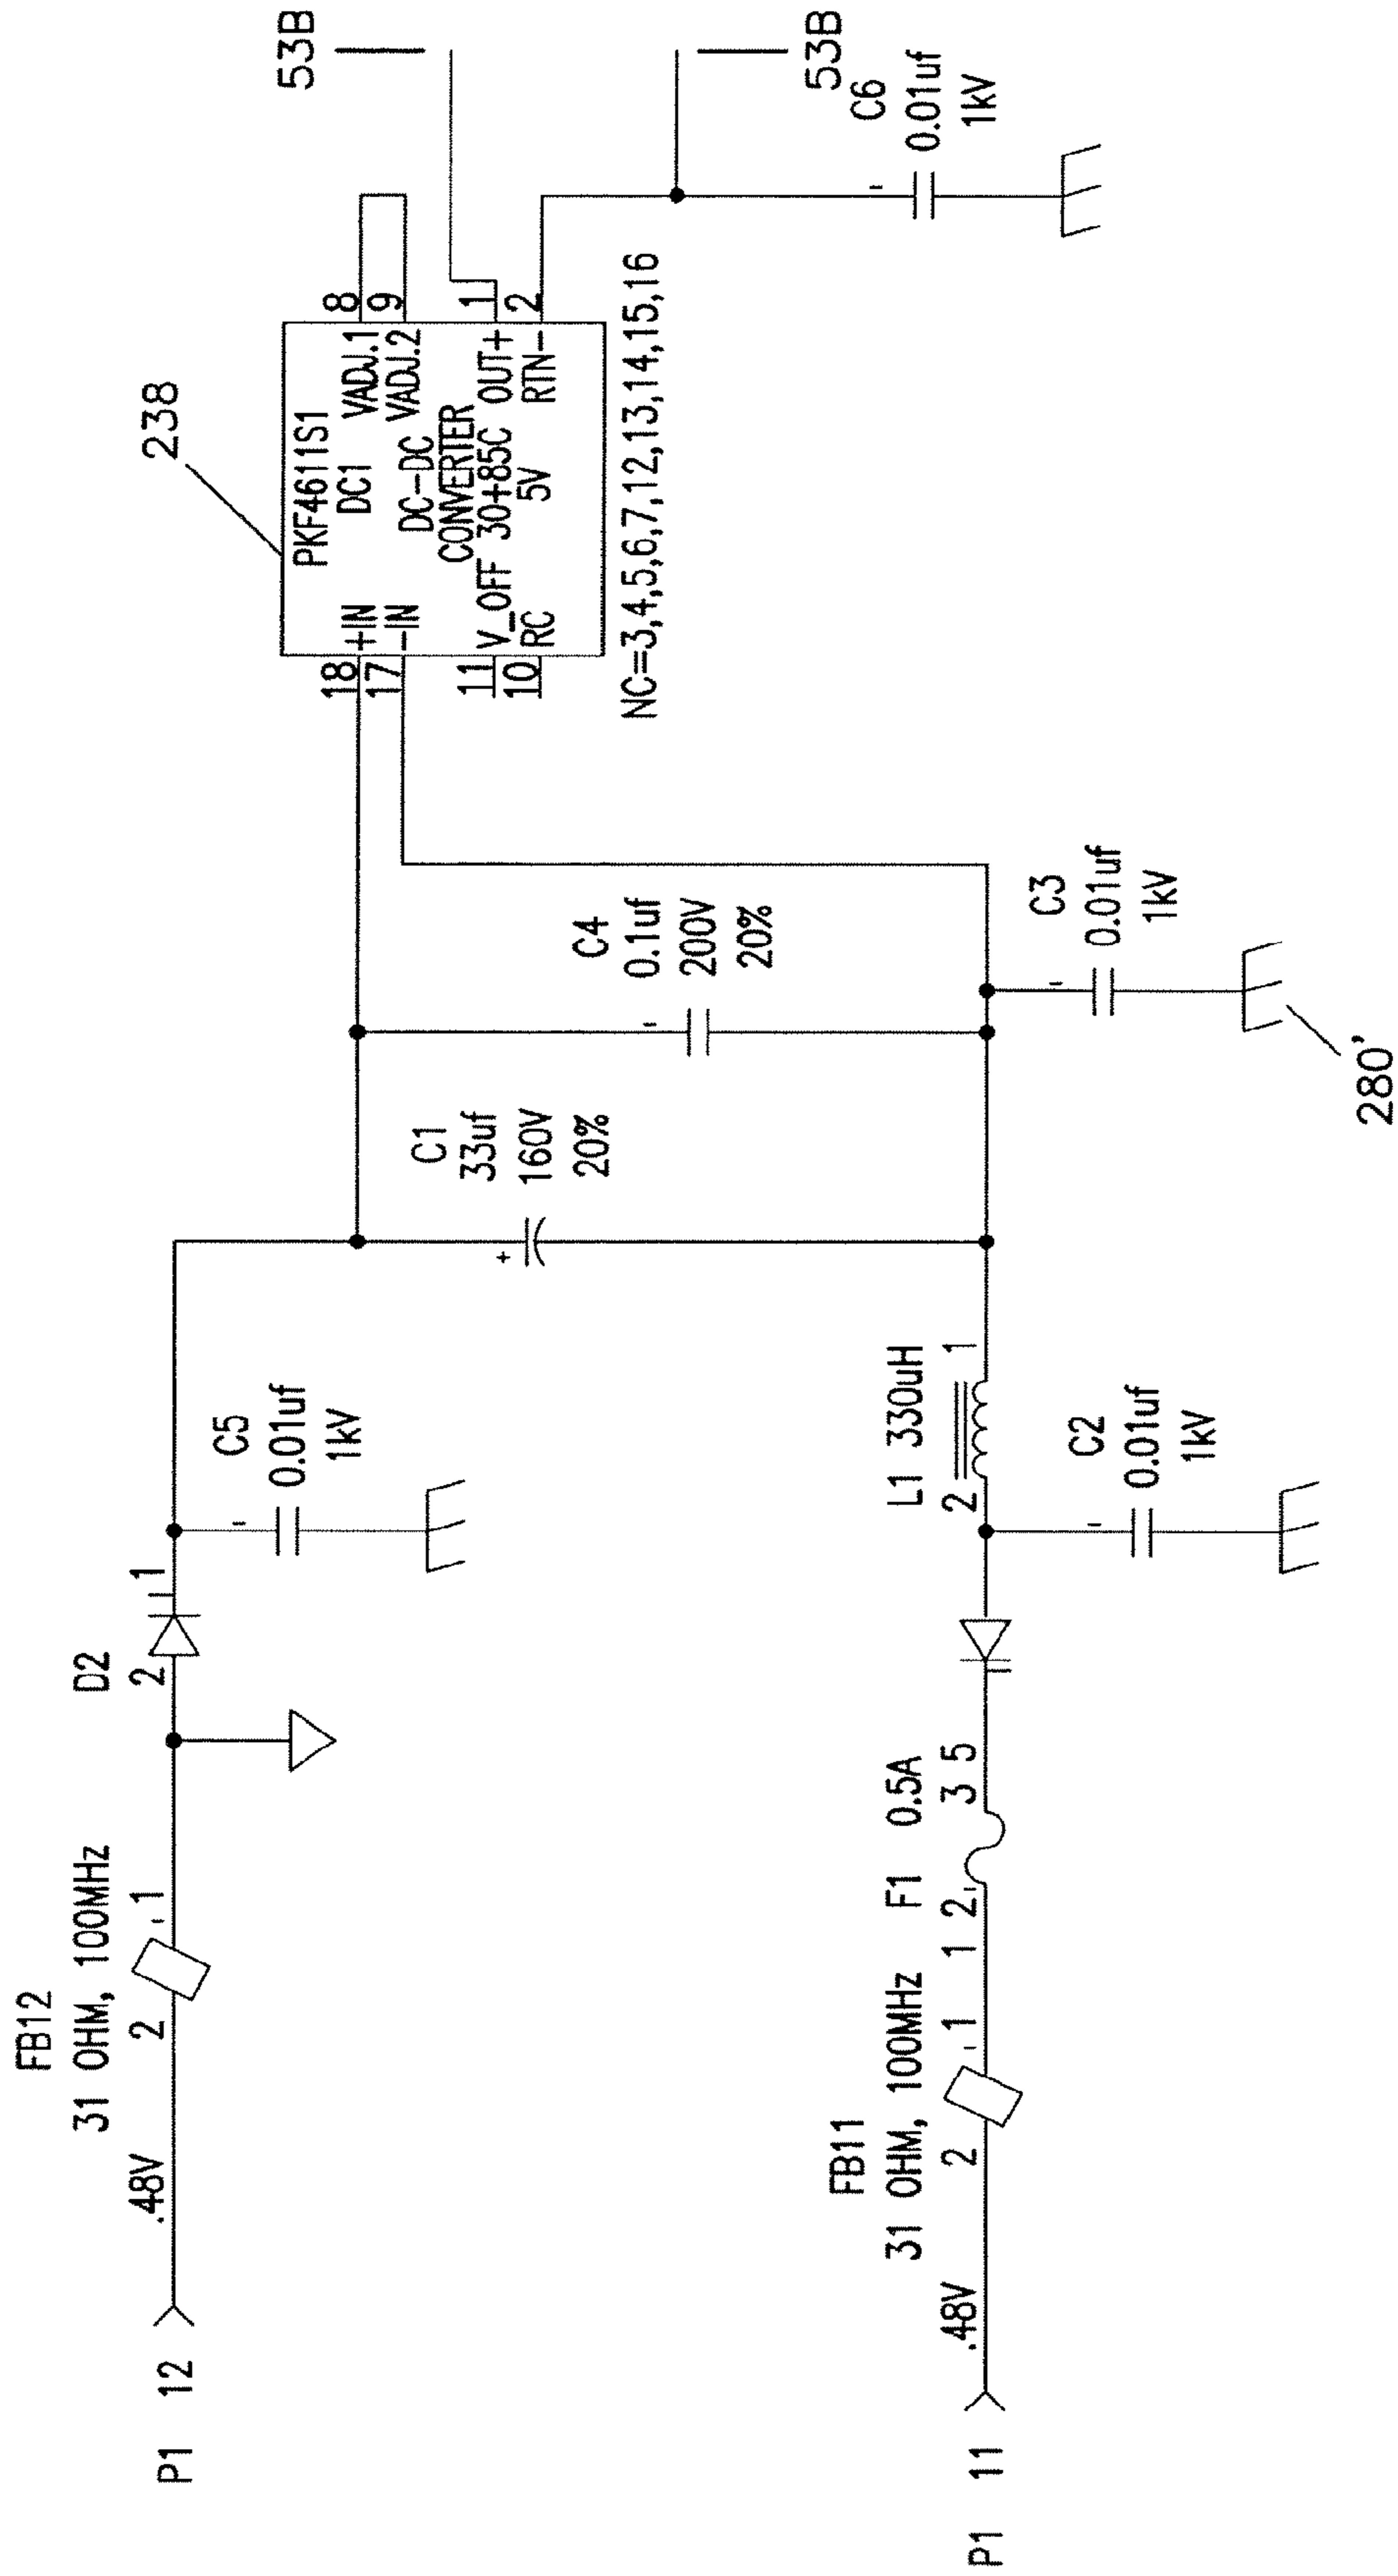 FB12
31 OHM, 100MHz
P1 12
.48V
2
1
D2
2
1
C5
0.01uf
1kV
C1
33uf
160V
20%
C4
0.1uf
200V
20%
238
PKF4611S1
DC1
18 +IN
17 -IN
VADJ.1 8
VADJ.2 9
DC-DC
CONVERTER
11 V_OFF 30+85C OUT+ 1
10 RC 5V RTN- 2
NC=3,4,5,6,7,12,13,14,15,16
53B
53B
C6
0.01uf
1kV
FB11
31 OHM, 100MHz
F1 0.5A
P1 11
.48V
2
1
1
2
3 5
L1 330uH
2
1
C2
0.01uf
1kV
C3
0.01uf
1kV
280'